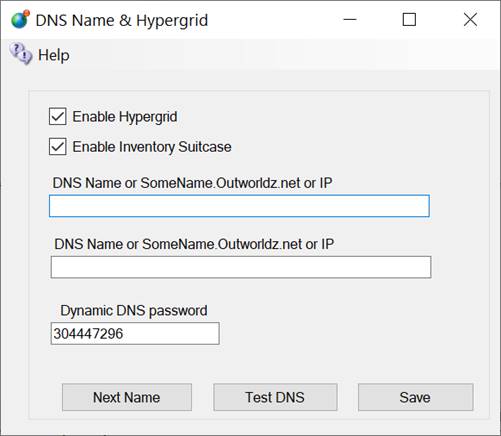 DNS Name & Hypergrid
Help
Enable Hypergrid
Enable Inventory Suitcase
DNS Name or SomeName.Outworldz.net or IP
DNS Name or SomeName.Outworldz.net or IP
Dynamic DNS password
304447296
Next Name Test DNS Save